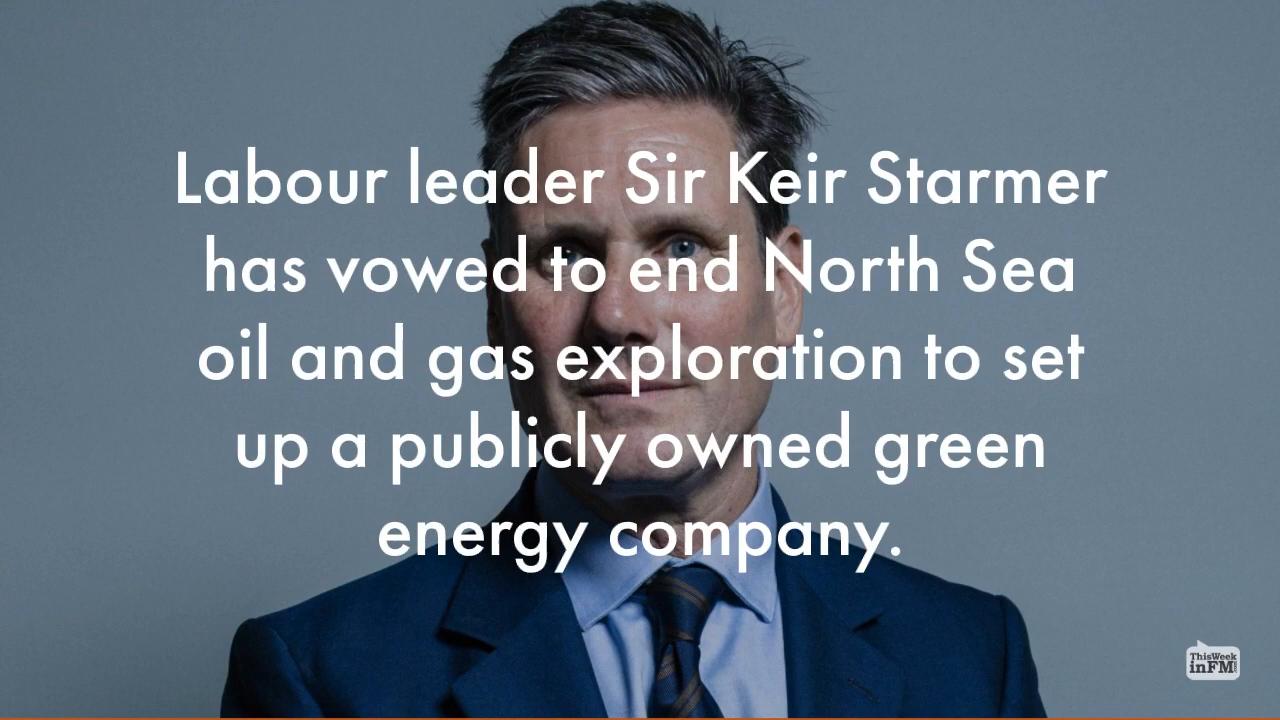 Labour leader Sir Keir Starmer
has vowed to end North Sea
oil and gas exploration to set
up a publicly owned green
energy company.
ThisWeek
inFM